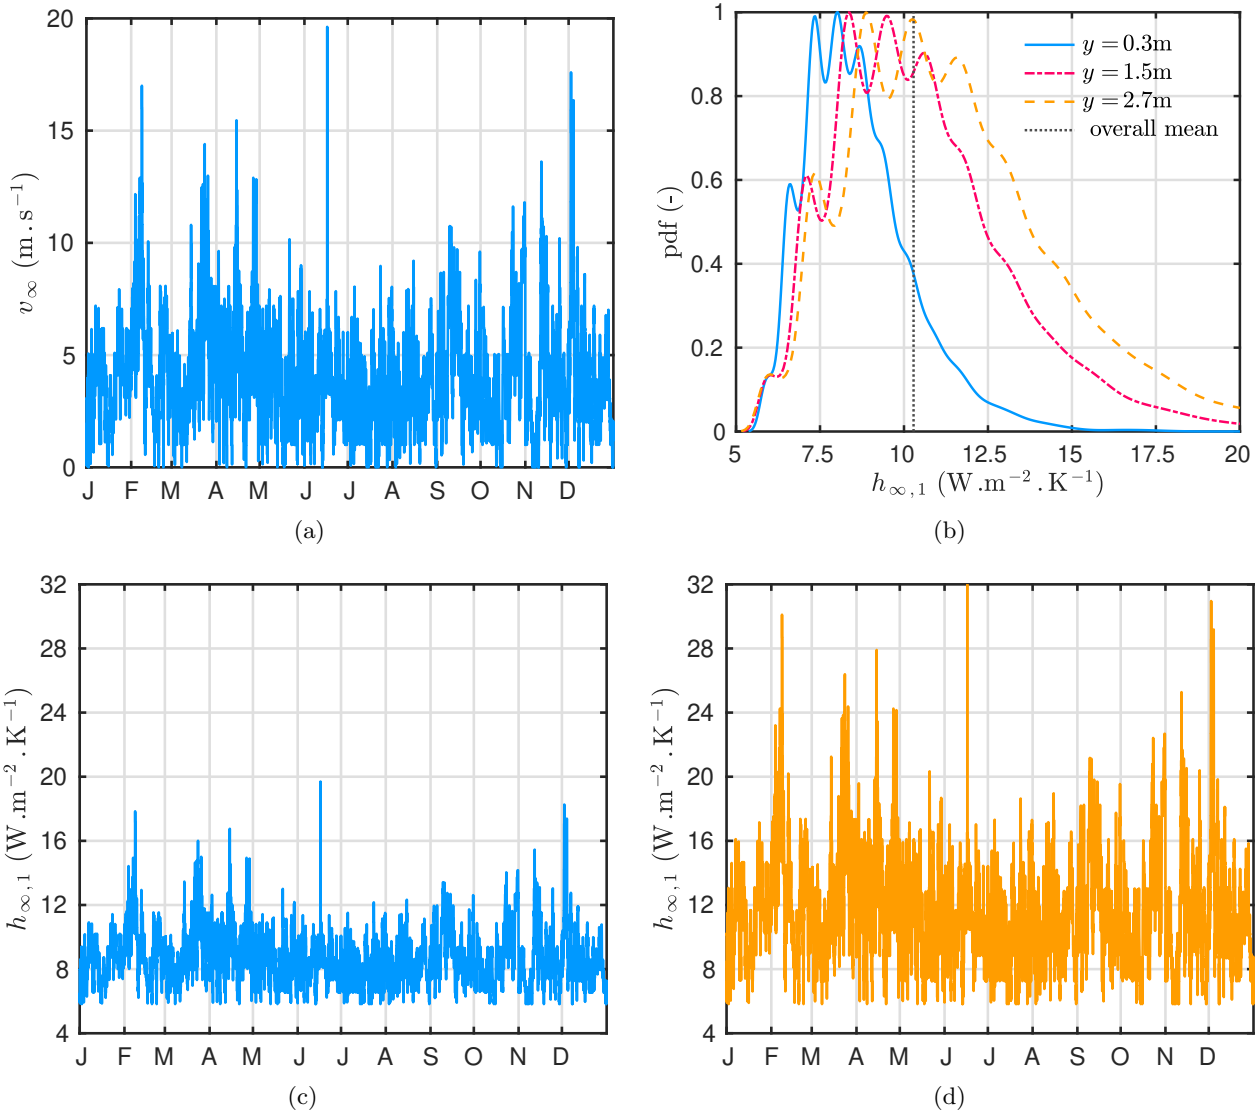 20
15
10
5
0
v∞ (m.s⁻¹)
J F M A M J J A S O N D
(a)
1
0.8
0.6
0.4
0.2
0
pdf (-)
y = 0.3m
y = 1.5m
y = 2.7m
overall mean
5 7.5 10 12.5 15 17.5 20
h∞,1 (W.m⁻².K⁻¹)
(b)
32
28
24
20
16
12
8
4
h∞,1 (W.m⁻².K⁻¹)
J F M A M J J A S O N D
(c)
32
28
24
20
16
12
8
4
h∞,1 (W.m⁻².K⁻¹)
J F M A M J J A S O N D
(d)